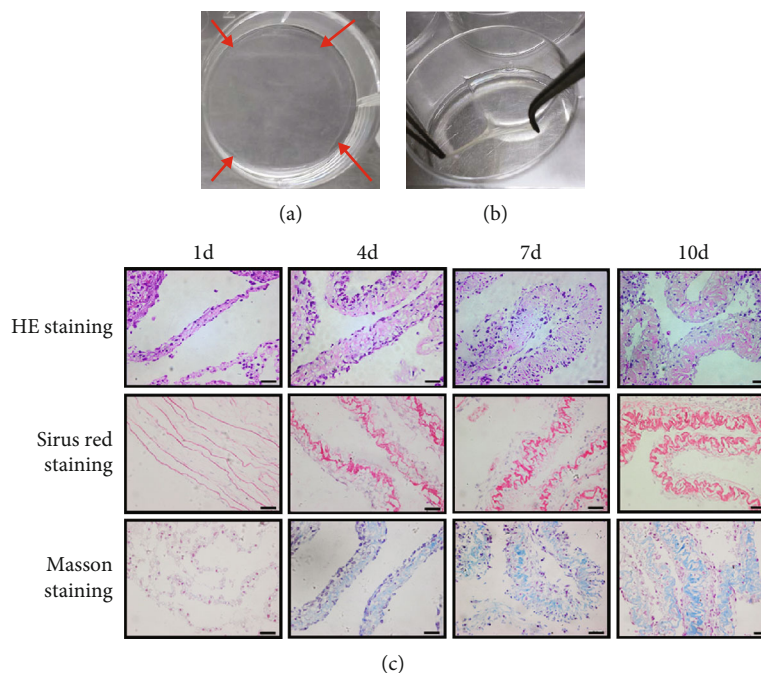 (a)
(b)
1d
4d
7d
10d
HE staining
Sirus red
staining
Masson
staining
(c)